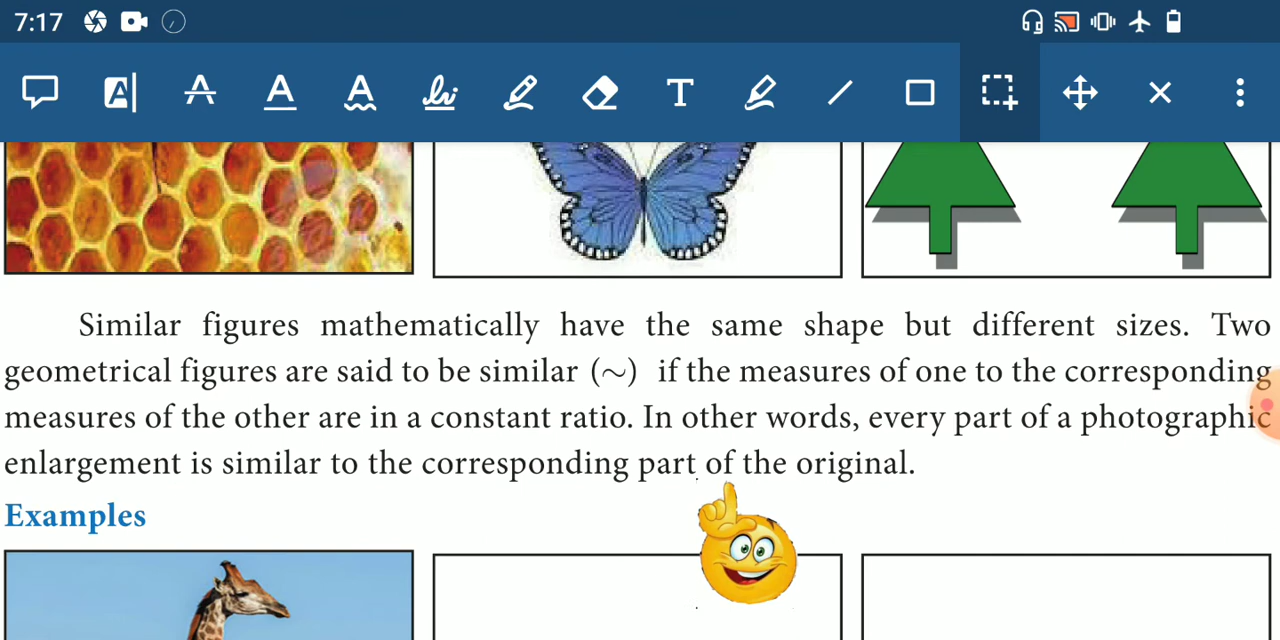 7:17
A
A
A
A
T
Similar figures mathematically have the same shape but different sizes. Two
geometrical figures are said to be similar (~) if the measures of one to the corresponding
measures of the other are in a constant ratio. In other words, every part of a photographic
enlargement is similar to the corresponding part of the original.
Examples